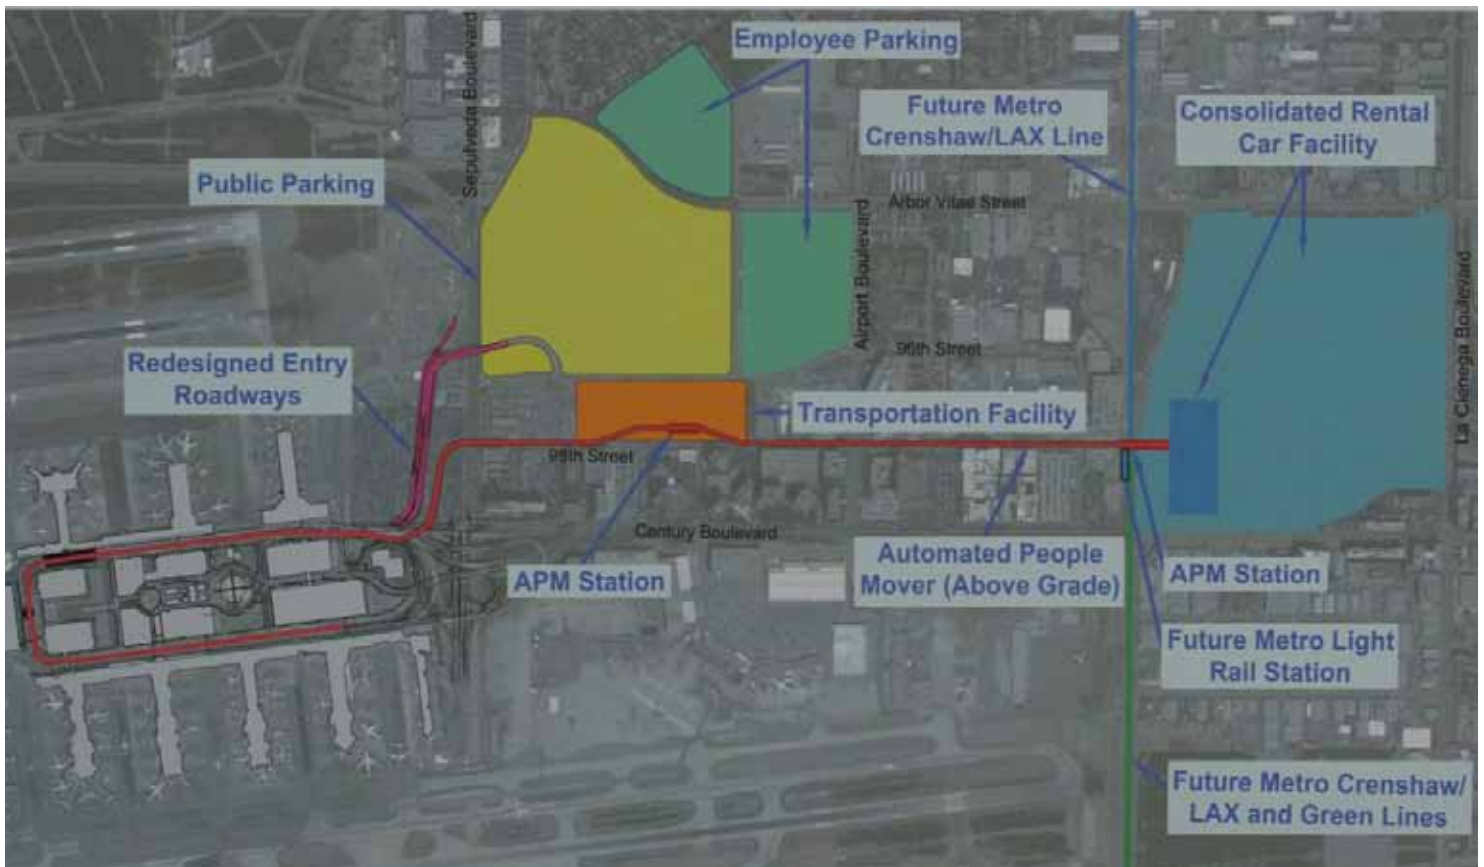 Employee Parking
Sepulveda Boulevard
Future Metro
Crenshaw/LAX Line
Consolidated Rental
Car Facility
Public Parking
Arbor Vitae Street
Airport Boulevard
La Cienega Boulevard
96th Street
Redesigned Entry
Roadways
Transportation Facility
98th Street
Century Boulevard
APM Station
Automated People
Mover (Above Grade)
APM Station
Future Metro Light
Rail Station
Future Metro Crenshaw/
LAX and Green Lines